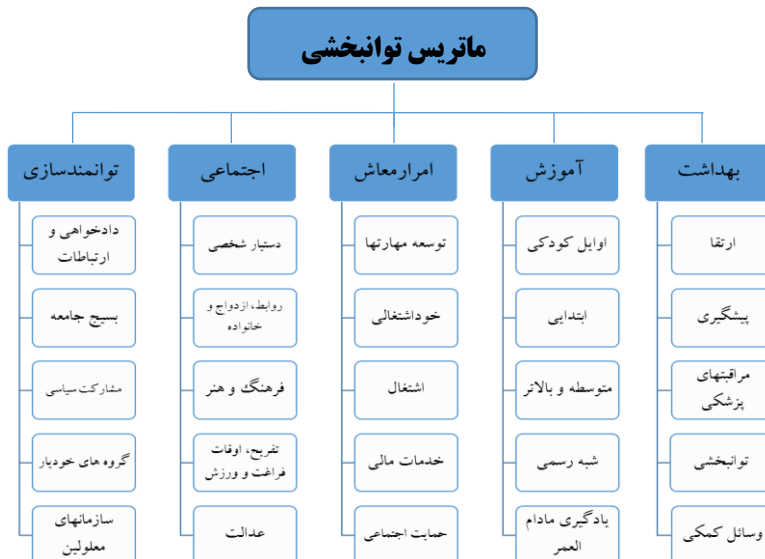 ماتریس توانبخشی
بهداشت
ارتقا
پیشگیری
مراقبتهای
پزشکی
توانبخشی
وسائل کمکی
آموزش
اوایل کودکی
ابتدایی
متوسطه و بالاتر
شبه رسمی
یادگیری مادام
العمر
امرارمعاش
توسعه مهارتها
خوداشتغالی
اشتغال
خدمات مالی
حمایت اجتماعی
اجتماعی
دستیار شخصی
روابط، ازدواج و
خانواده
فرهنگ و هنر
تفریح، اوقات
فراغت و ورزش
عدالت
توانمندسازی
دادخواهی و
ارتباطات
بسیج جامعه
مشارکت سیاسی
گروه های خودیار
سازمانهای
معلولین